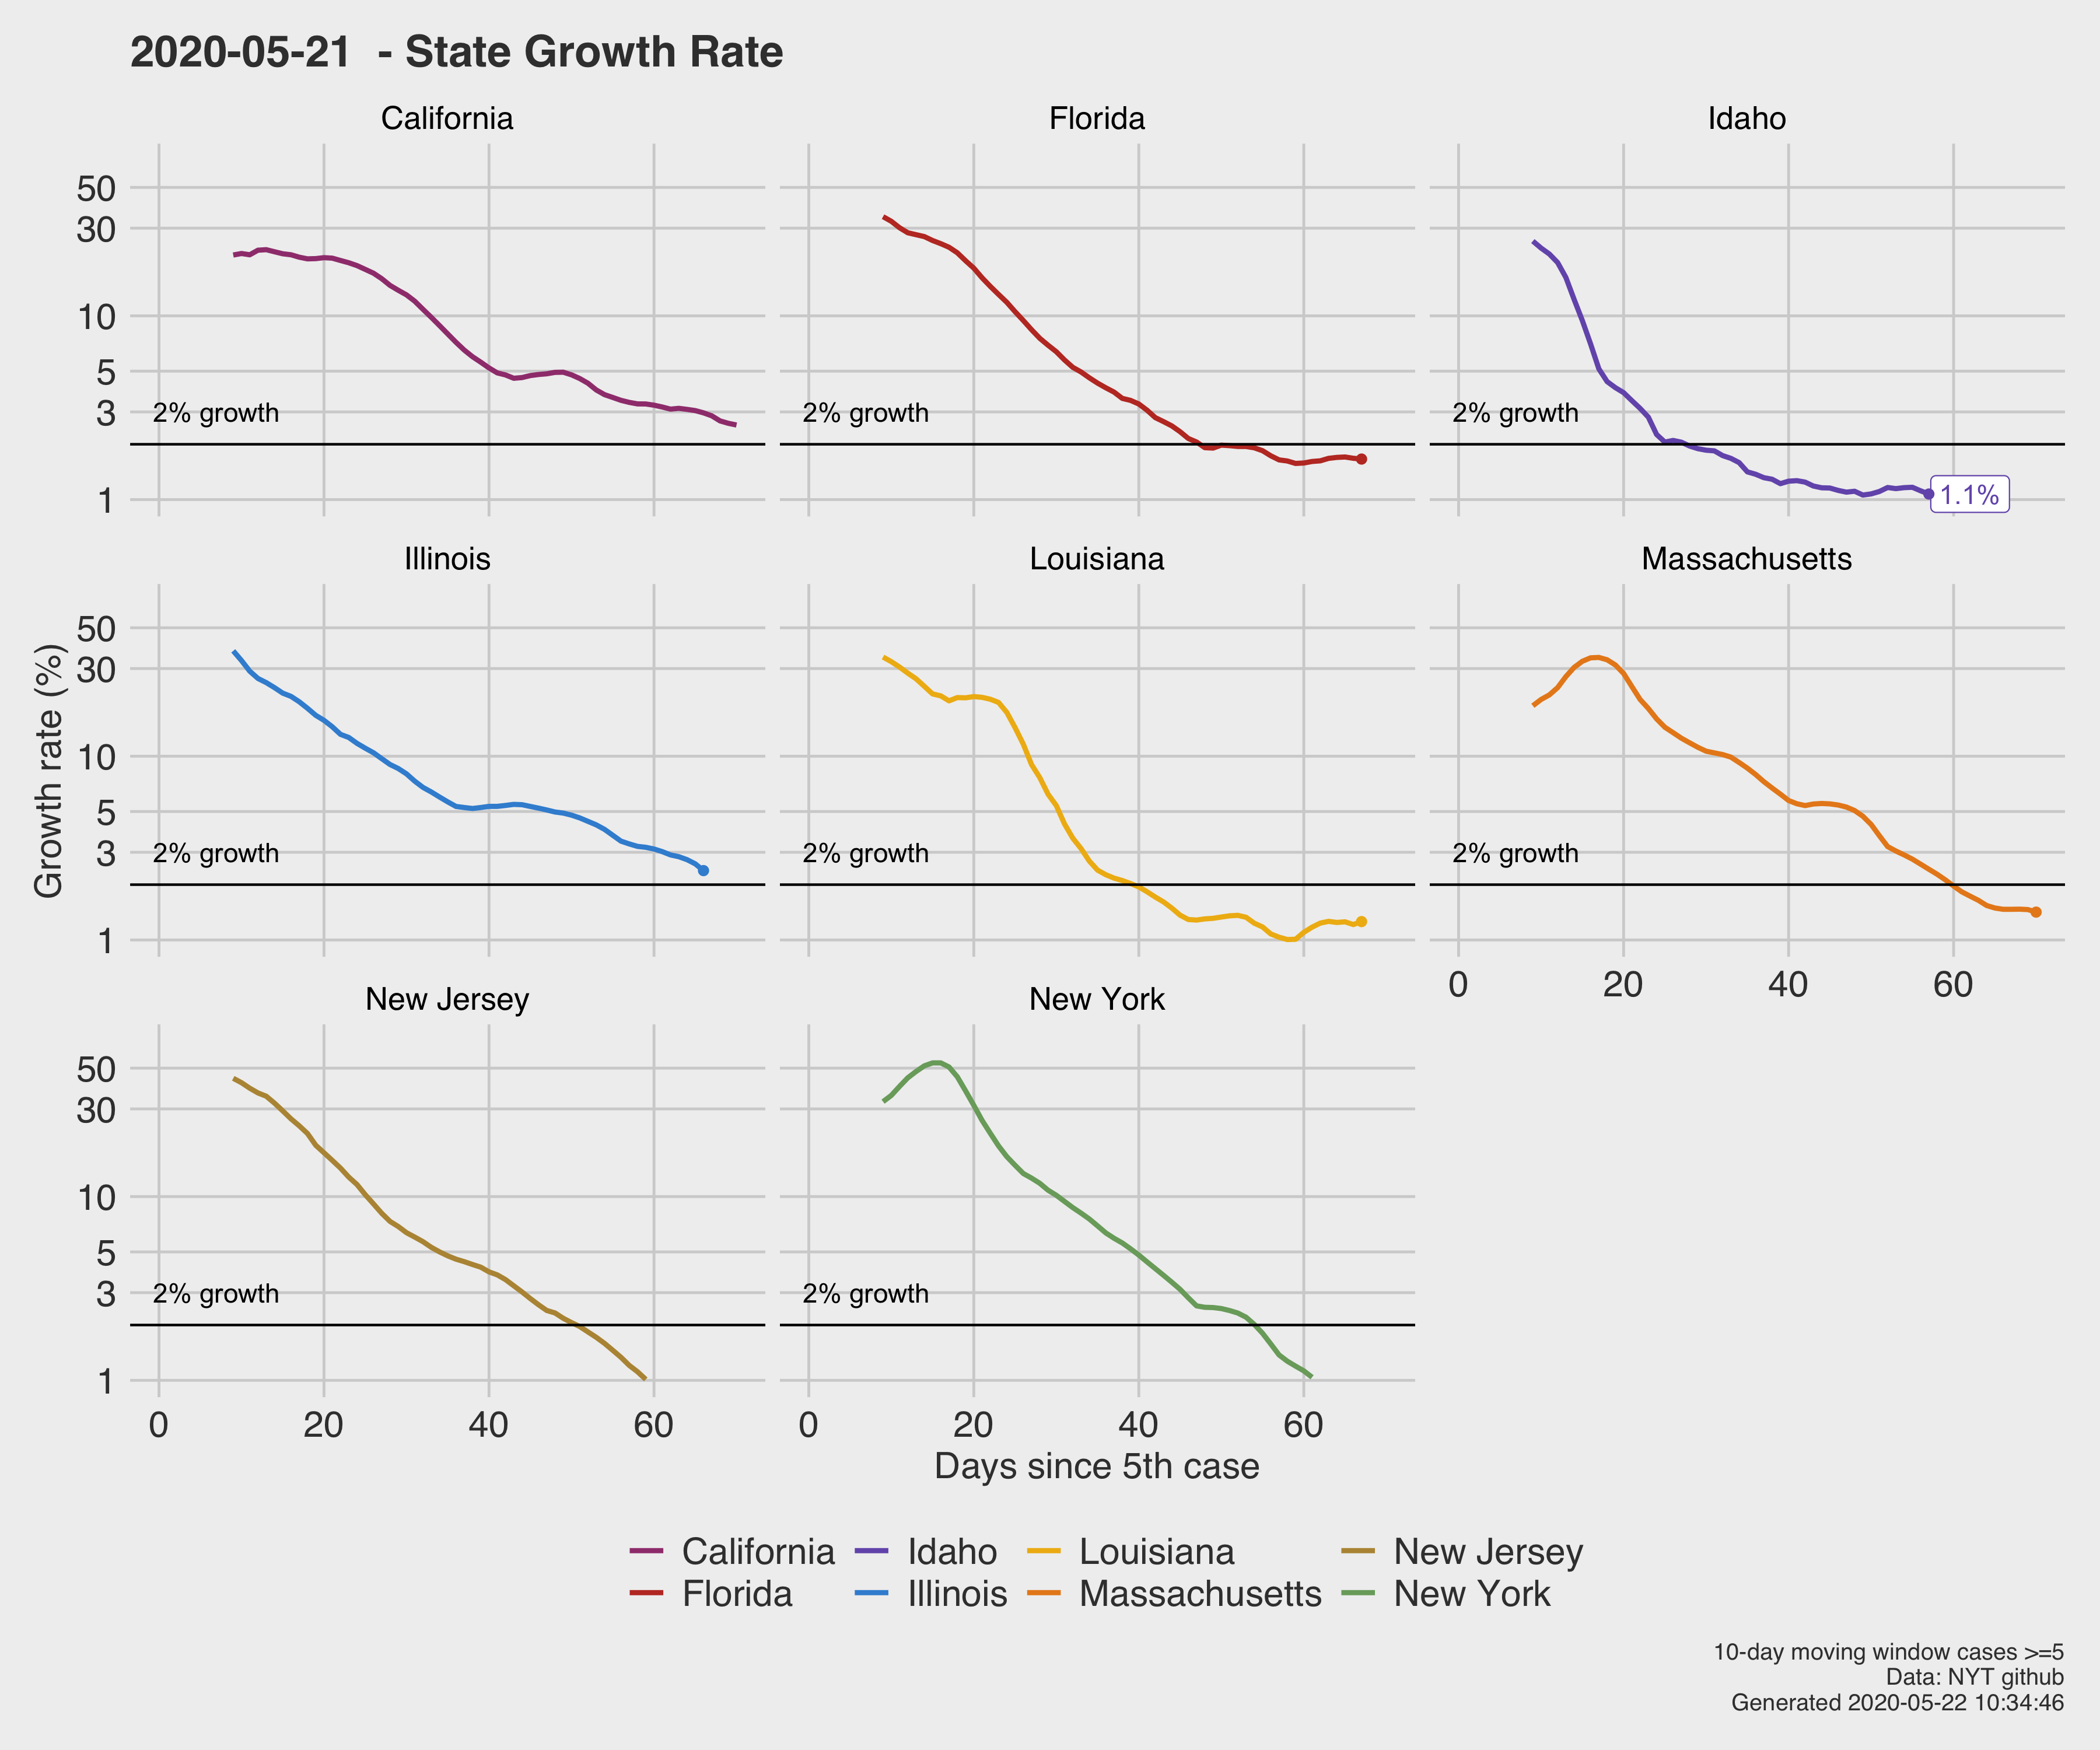 2020-05-21  - State Growth Rate
California
Florida
Idaho
50
30
10
5
3
1
2% growth
2% growth
2% growth
1.1%
Illinois
Louisiana
Massachusetts
Growth rate (%)
50
30
10
5
3
1
2% growth
2% growth
2% growth
0 20 40 60
New Jersey
New York
50
30
10
5
3
1
2% growth
2% growth
0 20 40 60
0 20 40 60
Days since 5th case
California Idaho Louisiana New Jersey
Florida Illinois Massachusetts New York
10-day moving window cases >=5
Data: NYT github
Generated 2020-05-22 10:34:46